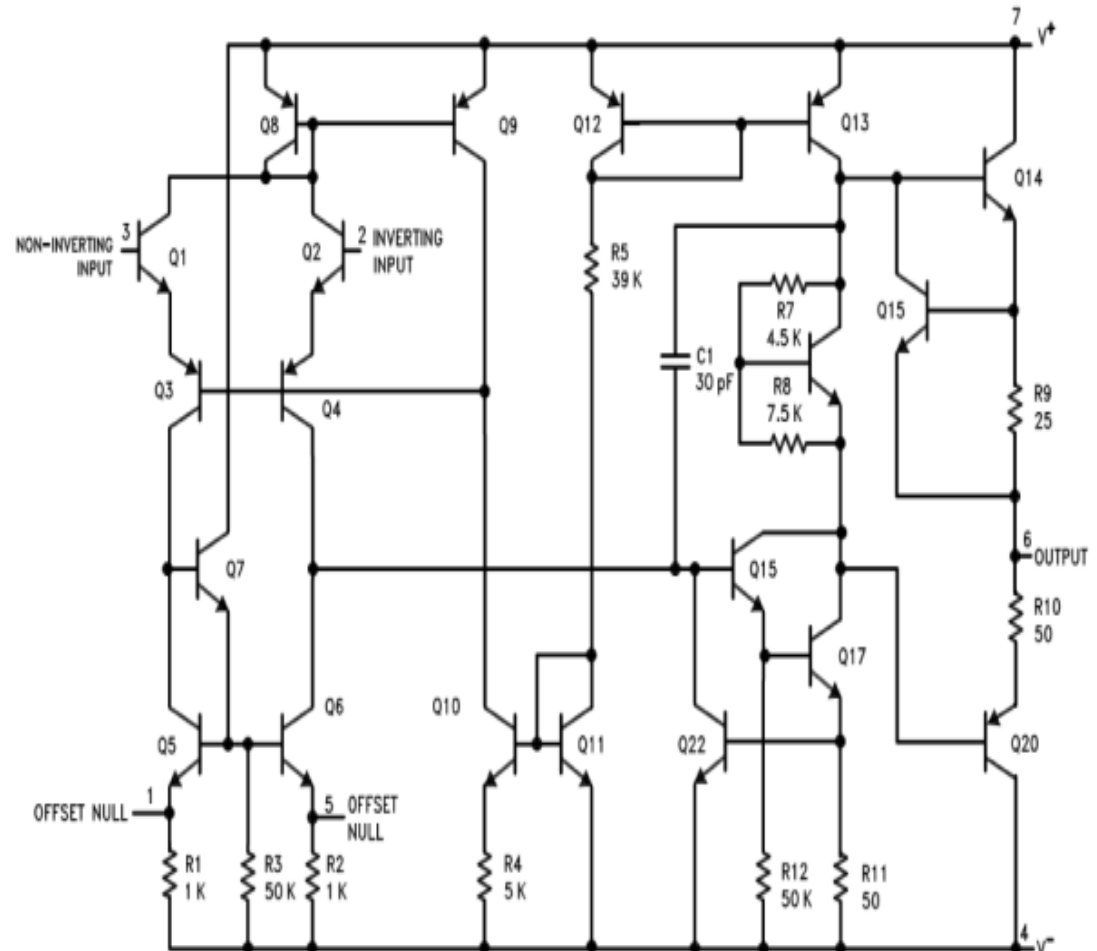 7
V+
Q8
Q9
Q12
Q13
Q14
3
NON-INVERTING
INPUT
Q1
Q2
2 INVERTING
INPUT
R5
39 K
R7
4.5 K
Q15
C1
30 pF
R8
7.5 K
Q3
Q4
R9
25
6
OUTPUT
Q7
Q15
R10
50
Q17
Q5
Q6
Q10
Q11
Q22
Q20
1
OFFSET NULL
5 OFFSET
NULL
R1
1 K
R3
50 K
R2
1 K
R4
5 K
R12
50 K
R11
50
4
V-